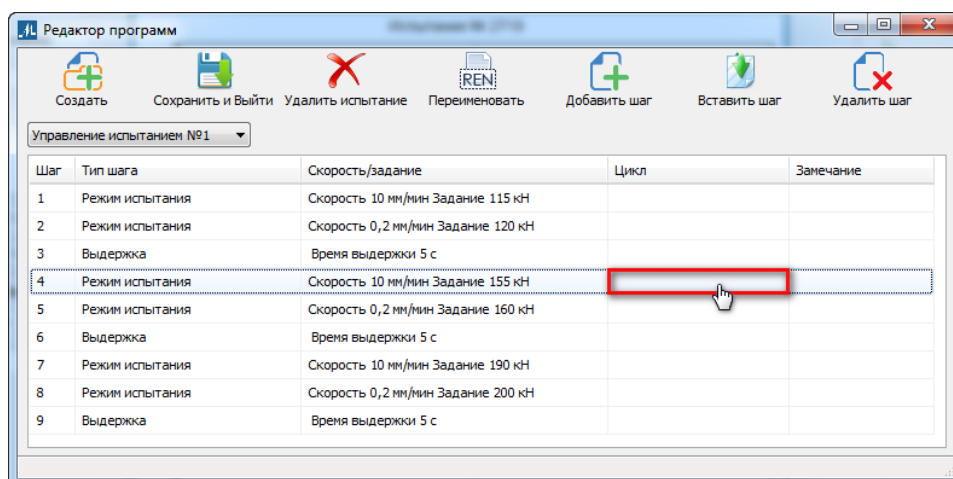 Редактор программ
Создать Сохранить и Выйти Удалить испытание REN Переименовать Добавить шаг Вставить шаг Удалить шаг
Управление испытанием №1
Шаг Тип шага Скорость/задание Цикл Замечание
1 Режим испытания Скорость 10 мм/мин Задание 115 кН
2 Режим испытания Скорость 0,2 мм/мин Задание 120 кН
3 Выдержка Время выдержки 5 с
4 Режим испытания Скорость 10 мм/мин Задание 155 кН
5 Режим испытания Скорость 0,2 мм/мин Задание 160 кН
6 Выдержка Время выдержки 5 с
7 Режим испытания Скорость 10 мм/мин Задание 190 кН
8 Режим испытания Скорость 0,2 мм/мин Задание 200 кН
9 Выдержка Время выдержки 5 с